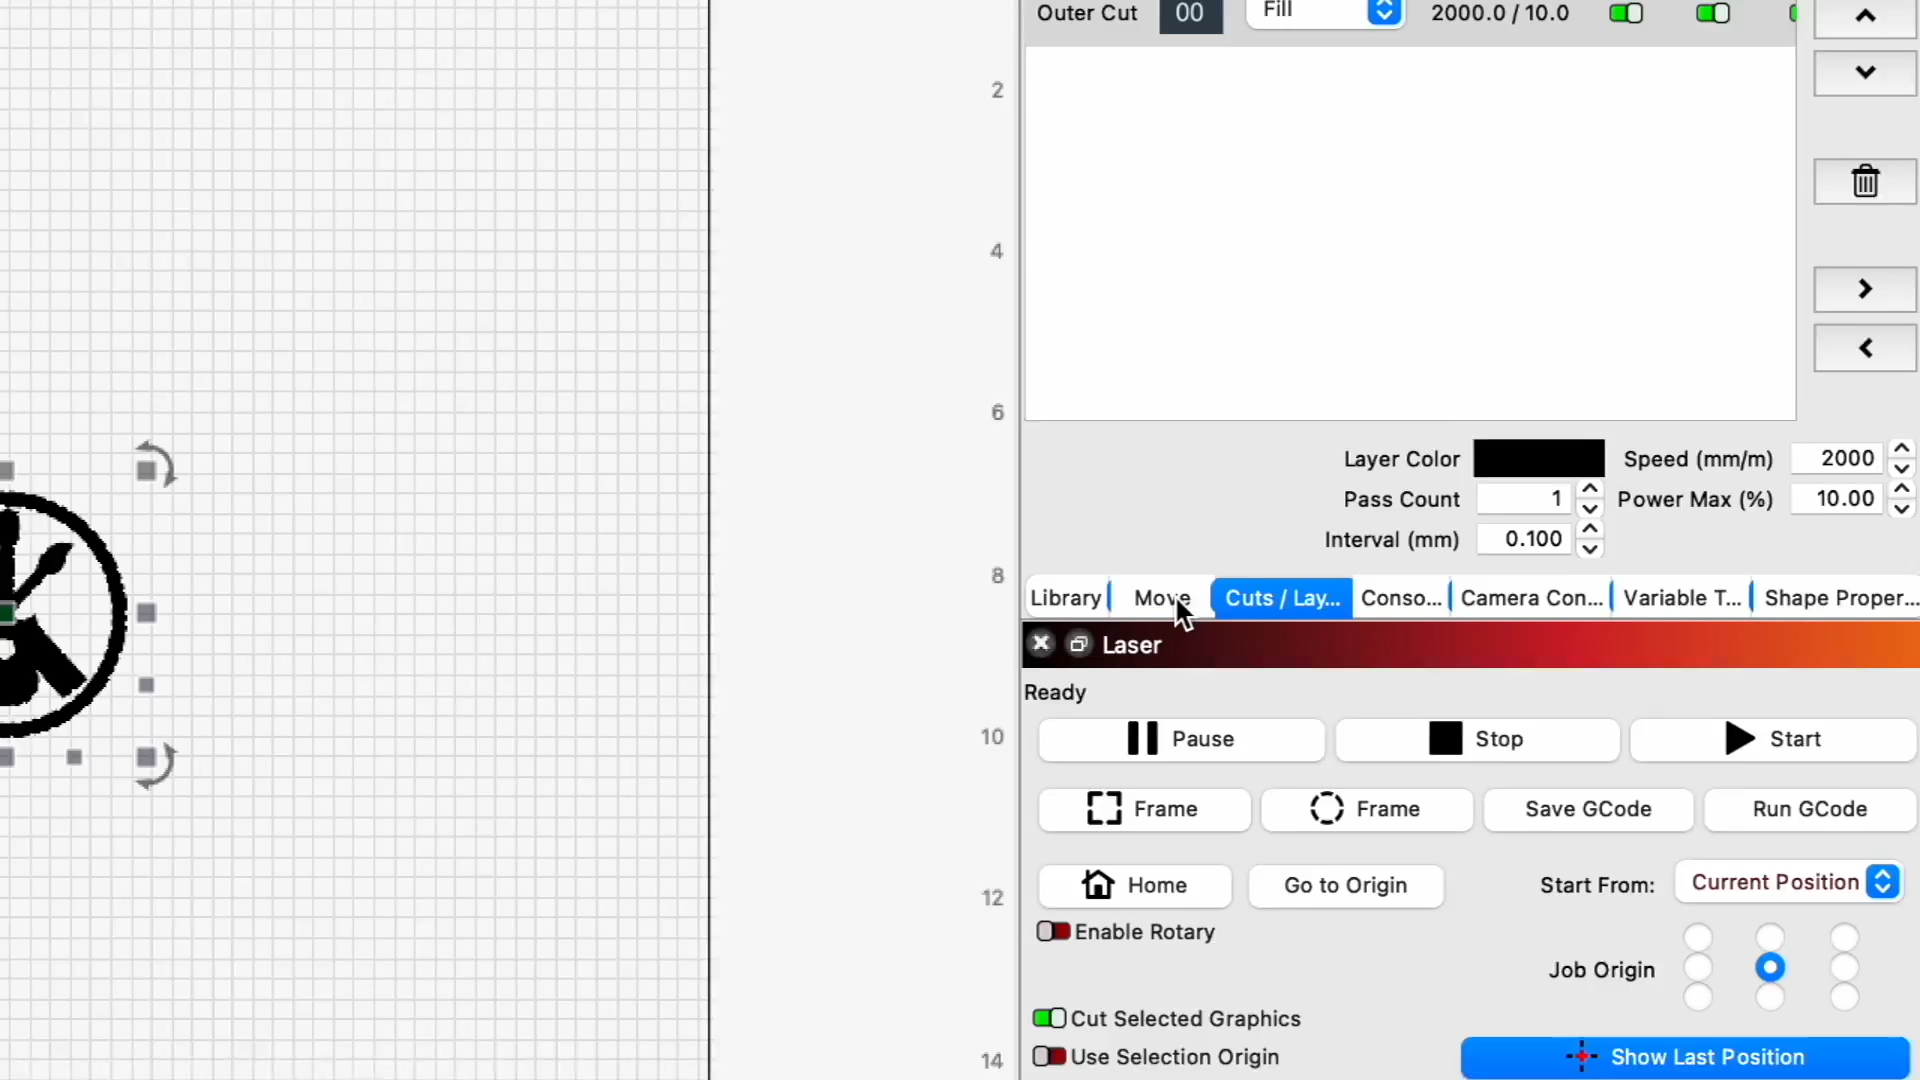 Outer Cut 00 Fill 2000.0 / 10.0
2
4
6
Layer Color Speed (mm/m) 2000
Pass Count 1 Power Max (%) 10.00
Interval (mm) 0.100
8
Library Move Cuts / Lay... Conso... Camera Con... Variable T... Shape Proper...
Laser
Ready
10
Pause Stop Start
Frame Frame Save GCode Run GCode
Home Go to Origin Start From: Current Position
12
Enable Rotary
Job Origin
Cut Selected Graphics
14
Use Selection Origin Show Last Position